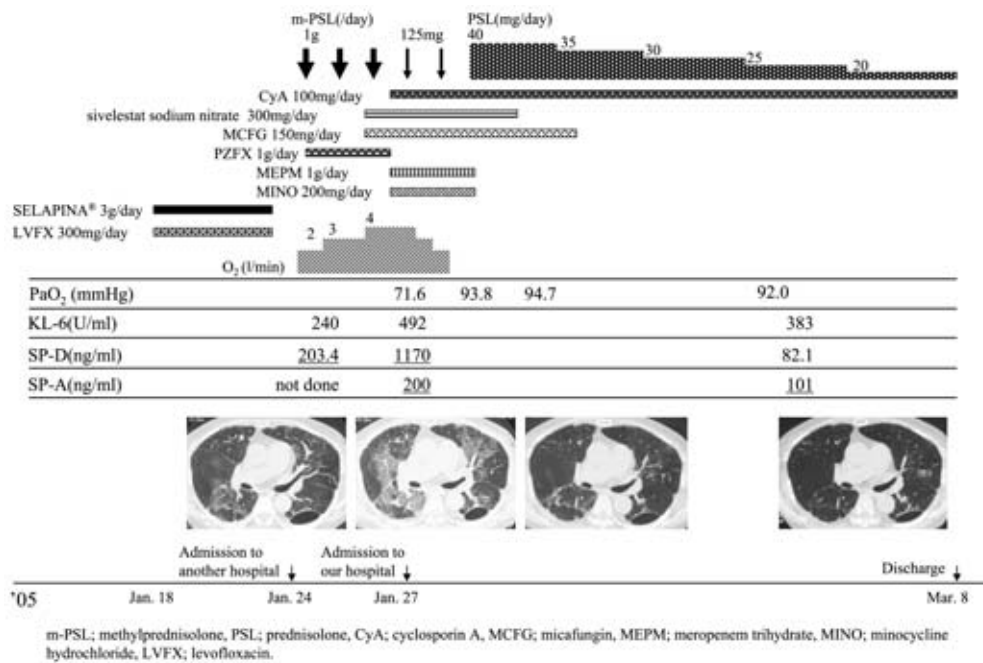 m-PSL(/day)
1g
125mg
PSL(mg/day)
40
35
30
25
20
CyA 100mg/day
sivelestat sodium nitrate 300mg/day
MCFG 150mg/day
PZFX 1g/day
MEPM 1g/day
MINO 200mg/day
SELAPINA® 3g/day
LVFX 300mg/day
O₂ (l/min)
2
3
4
PaO₂ (mmHg) 71.6 93.8 94.7 92.0
KL-6(U/ml) 240 492 383
SP-D(ng/ml) 203.4 1170 82.1
SP-A(ng/ml) not done 200 101
Admission to
another hospital
Admission to
our hospital
Discharge
'05 Jan. 18 Jan. 24 Jan. 27 Mar. 8
m-PSL; methylprednisolone, PSL; prednisolone, CyA; cyclosporin A, MCFG; micafungin, MEPM; meropenem trihydrate, MINO; minocycline
hydrochloride, LVFX; levofloxacin.